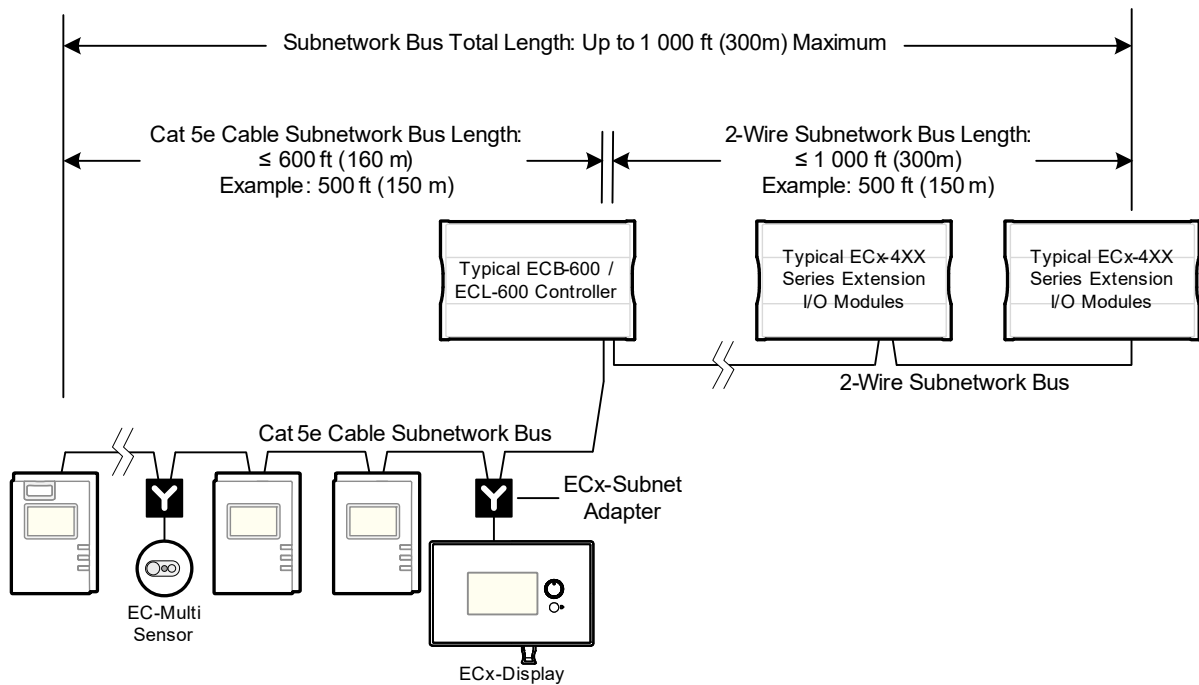 Subnetwork Bus Total Length: Up to 1 000 ft (300m) Maximum
Cat 5e Cable Subnetwork Bus Length:
≤ 600 ft (160 m)
Example: 500 ft (150 m)
2-Wire Subnetwork Bus Length:
≤ 1 000 ft (300m)
Example: 500 ft (150 m)
Typical ECB-600 /
ECL-600 Controller
Typical ECx-4XX
Series Extension
I/O Modules
Typical ECx-4XX
Series Extension
I/O Modules
2-Wire Subnetwork Bus
Cat 5e Cable Subnetwork Bus
ECx-Subnet
Adapter
EC-Multi
Sensor
ECx-Display